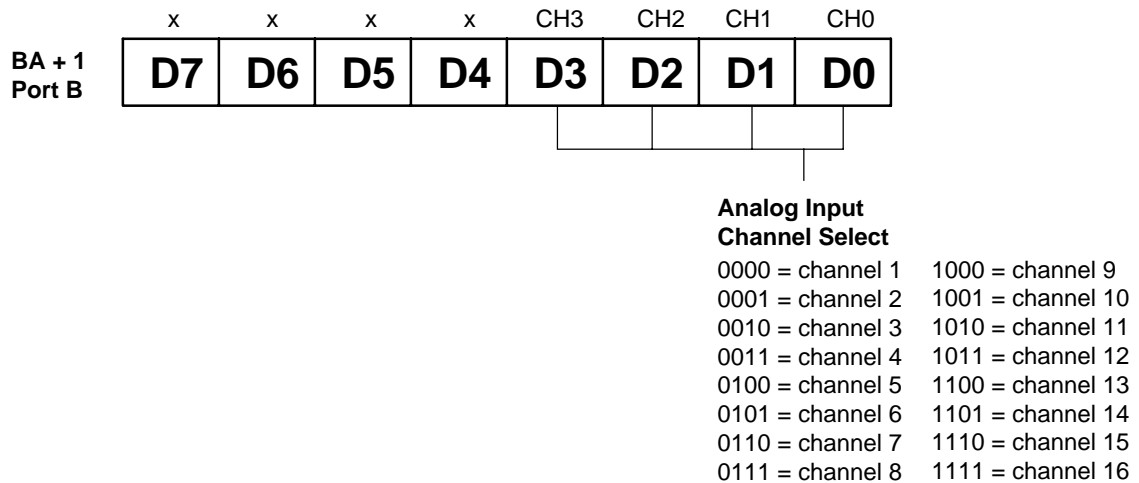 x x x x CH3 CH2 CH1 CH0
BA + 1
Port B
D7 D6 D5 D4 D3 D2 D1 D0
Analog Input
Channel Select
0000 = channel 1 1000 = channel 9
0001 = channel 2 1001 = channel 10
0010 = channel 3 1010 = channel 11
0011 = channel 4 1011 = channel 12
0100 = channel 5 1100 = channel 13
0101 = channel 6 1101 = channel 14
0110 = channel 7 1110 = channel 15
0111 = channel 8 1111 = channel 16